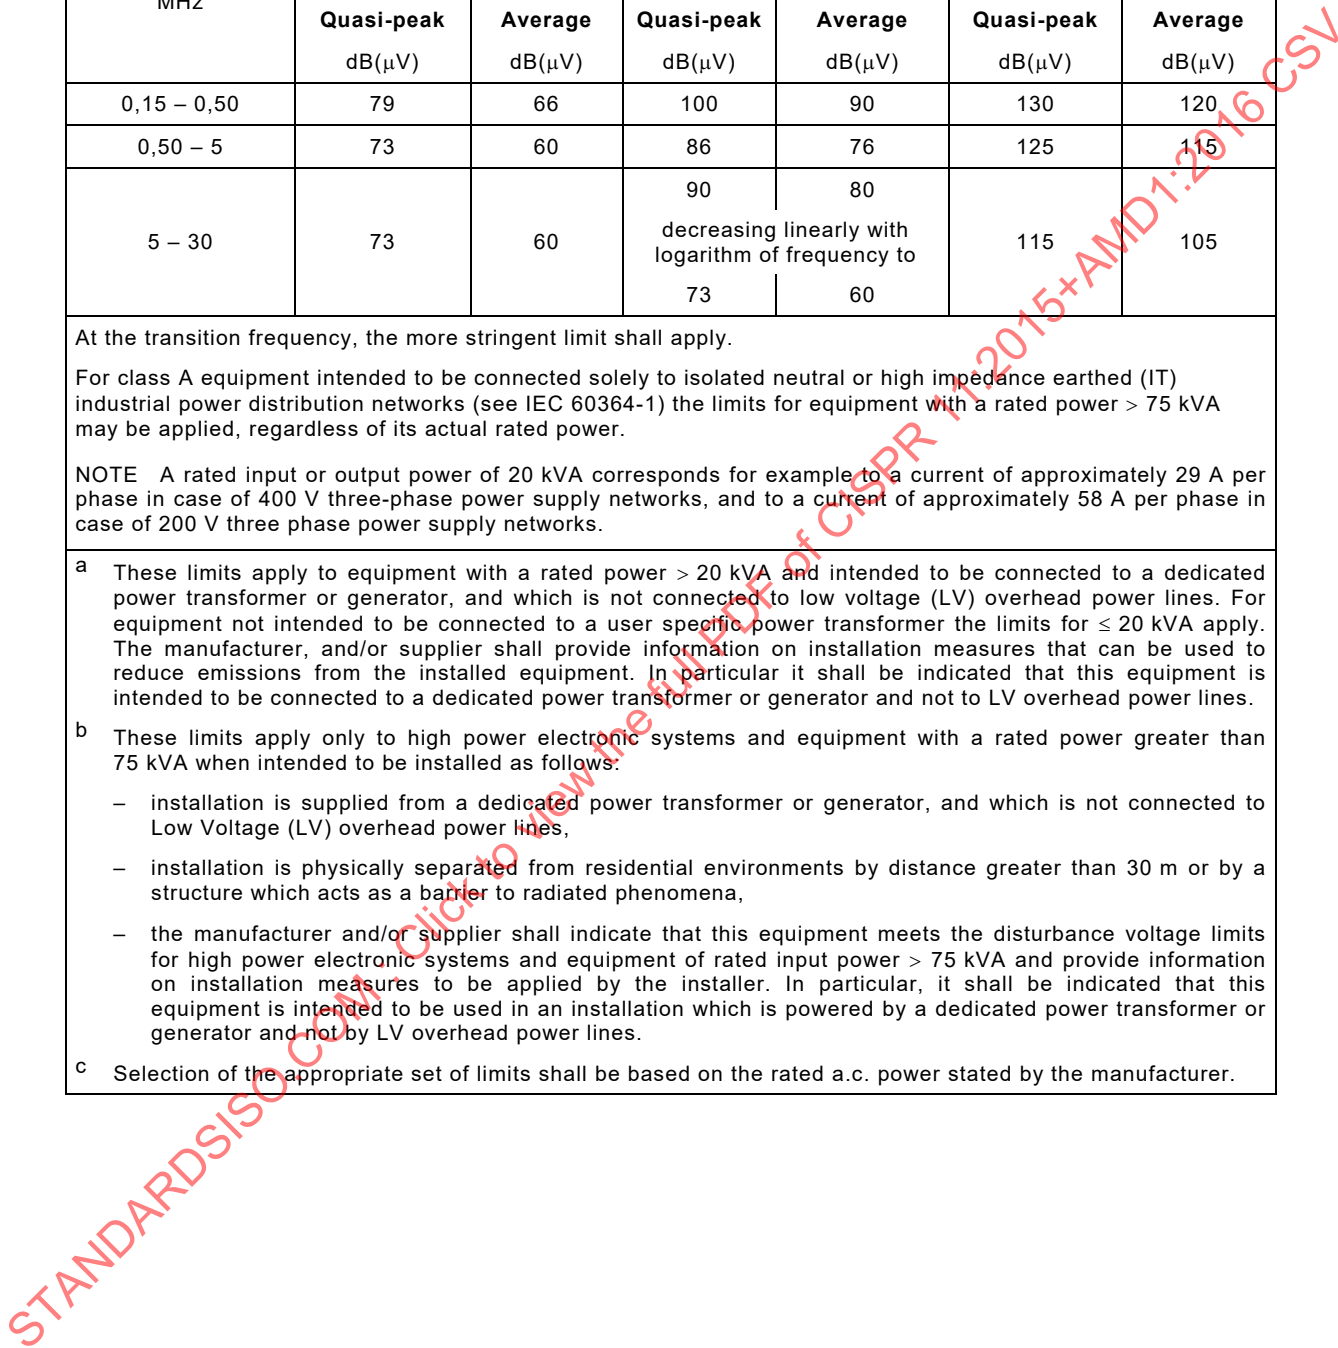 MHz
Quasi-peak Average Quasi-peak Average Quasi-peak Average
dB(μV) dB(μV) dB(μV) dB(μV) dB(μV) dB(μV)
0,15 – 0,50 79 66 100 90 130 120
0,50 – 5 73 60 86 76 125 115
90 80
decreasing linearly with
5 – 30 73 60 logarithm of frequency to 115 105
73 60
At the transition frequency, the more stringent limit shall apply.
For class A equipment intended to be connected solely to isolated neutral or high impedance earthed (IT)
industrial power distribution networks (see IEC 60364-1) the limits for equipment with a rated power > 75 kVA
may be applied, regardless of its actual rated power.
NOTE A rated input or output power of 20 kVA corresponds for example to a current of approximately 29 A per
phase in case of 400 V three-phase power supply networks, and to a current of approximately 58 A per phase in
case of 200 V three phase power supply networks.
a These limits apply to equipment with a rated power > 20 kVA and intended to be connected to a dedicated
power transformer or generator, and which is not connected to low voltage (LV) overhead power lines. For
equipment not intended to be connected to a user specific power transformer the limits for ≤ 20 kVA apply.
The manufacturer, and/or supplier shall provide information on installation measures that can be used to
reduce emissions from the installed equipment. In particular it shall be indicated that this equipment is
intended to be connected to a dedicated power transformer or generator and not to LV overhead power lines.
b These limits apply only to high power electronic systems and equipment with a rated power greater than
75 kVA when intended to be installed as follows:
– installation is supplied from a dedicated power transformer or generator, and which is not connected to
Low Voltage (LV) overhead power lines,
– installation is physically separated from residential environments by distance greater than 30 m or by a
structure which acts as a barrier to radiated phenomena,
– the manufacturer and/or supplier shall indicate that this equipment meets the disturbance voltage limits
for high power electronic systems and equipment of rated input power > 75 kVA and provide information
on installation measures to be applied by the installer. In particular, it shall be indicated that this
equipment is intended to be used in an installation which is powered by a dedicated power transformer or
generator and not by LV overhead power lines.
c Selection of the appropriate set of limits shall be based on the rated a.c. power stated by the manufacturer.
STANDARDSISO.COM : Click to view the full PDF of CISPR 11:2015+AMD1:2016 CSV